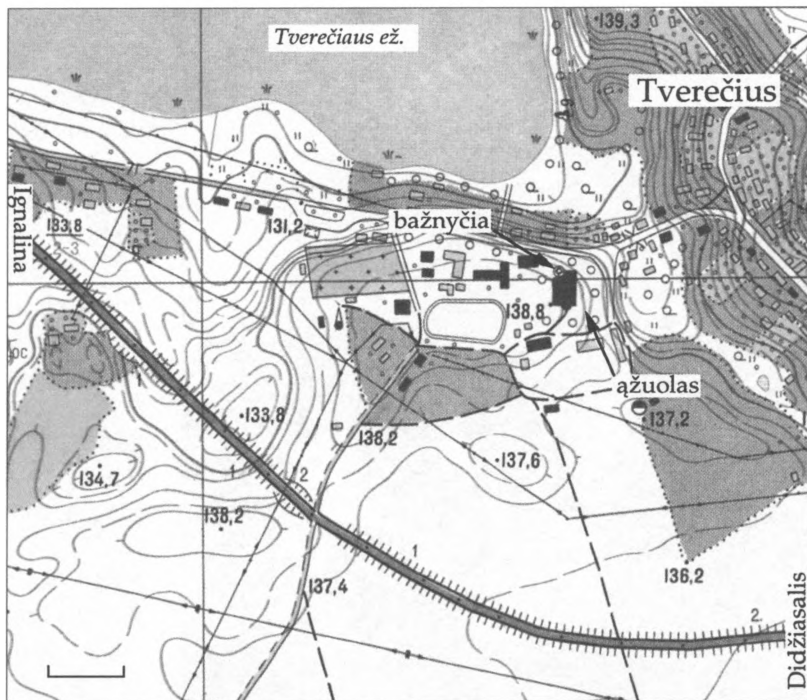 Tverečiaus ež.
139,3
Tverečius
Ignalina
133,8
131,2
bažnyčia
138,8
ąžuolas
133,8
138,2
137,2
137,6
134,7
1
2
138,2
1
137,4
136,2
2
Didžiasalis